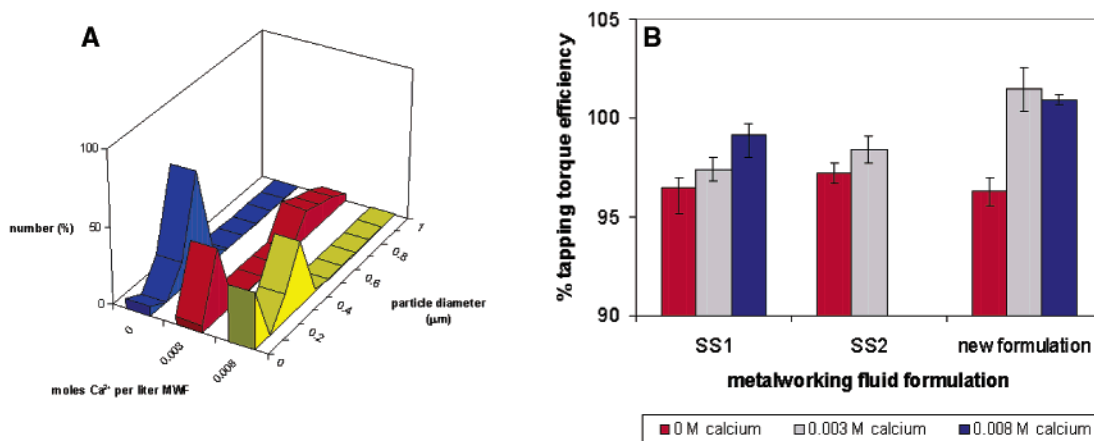 A
100
50
0
number (%)
0
0.003
0.008
moles Ca²⁺ per liter MWF
0
0.2
0.4
0.6
0.8
1
particle diameter
(μm)
B
105
100
95
90
% tapping torque efficiency
SS1
SS2
new formulation
metalworking fluid formulation
0 M calcium
0.003 M calcium
0.008 M calcium